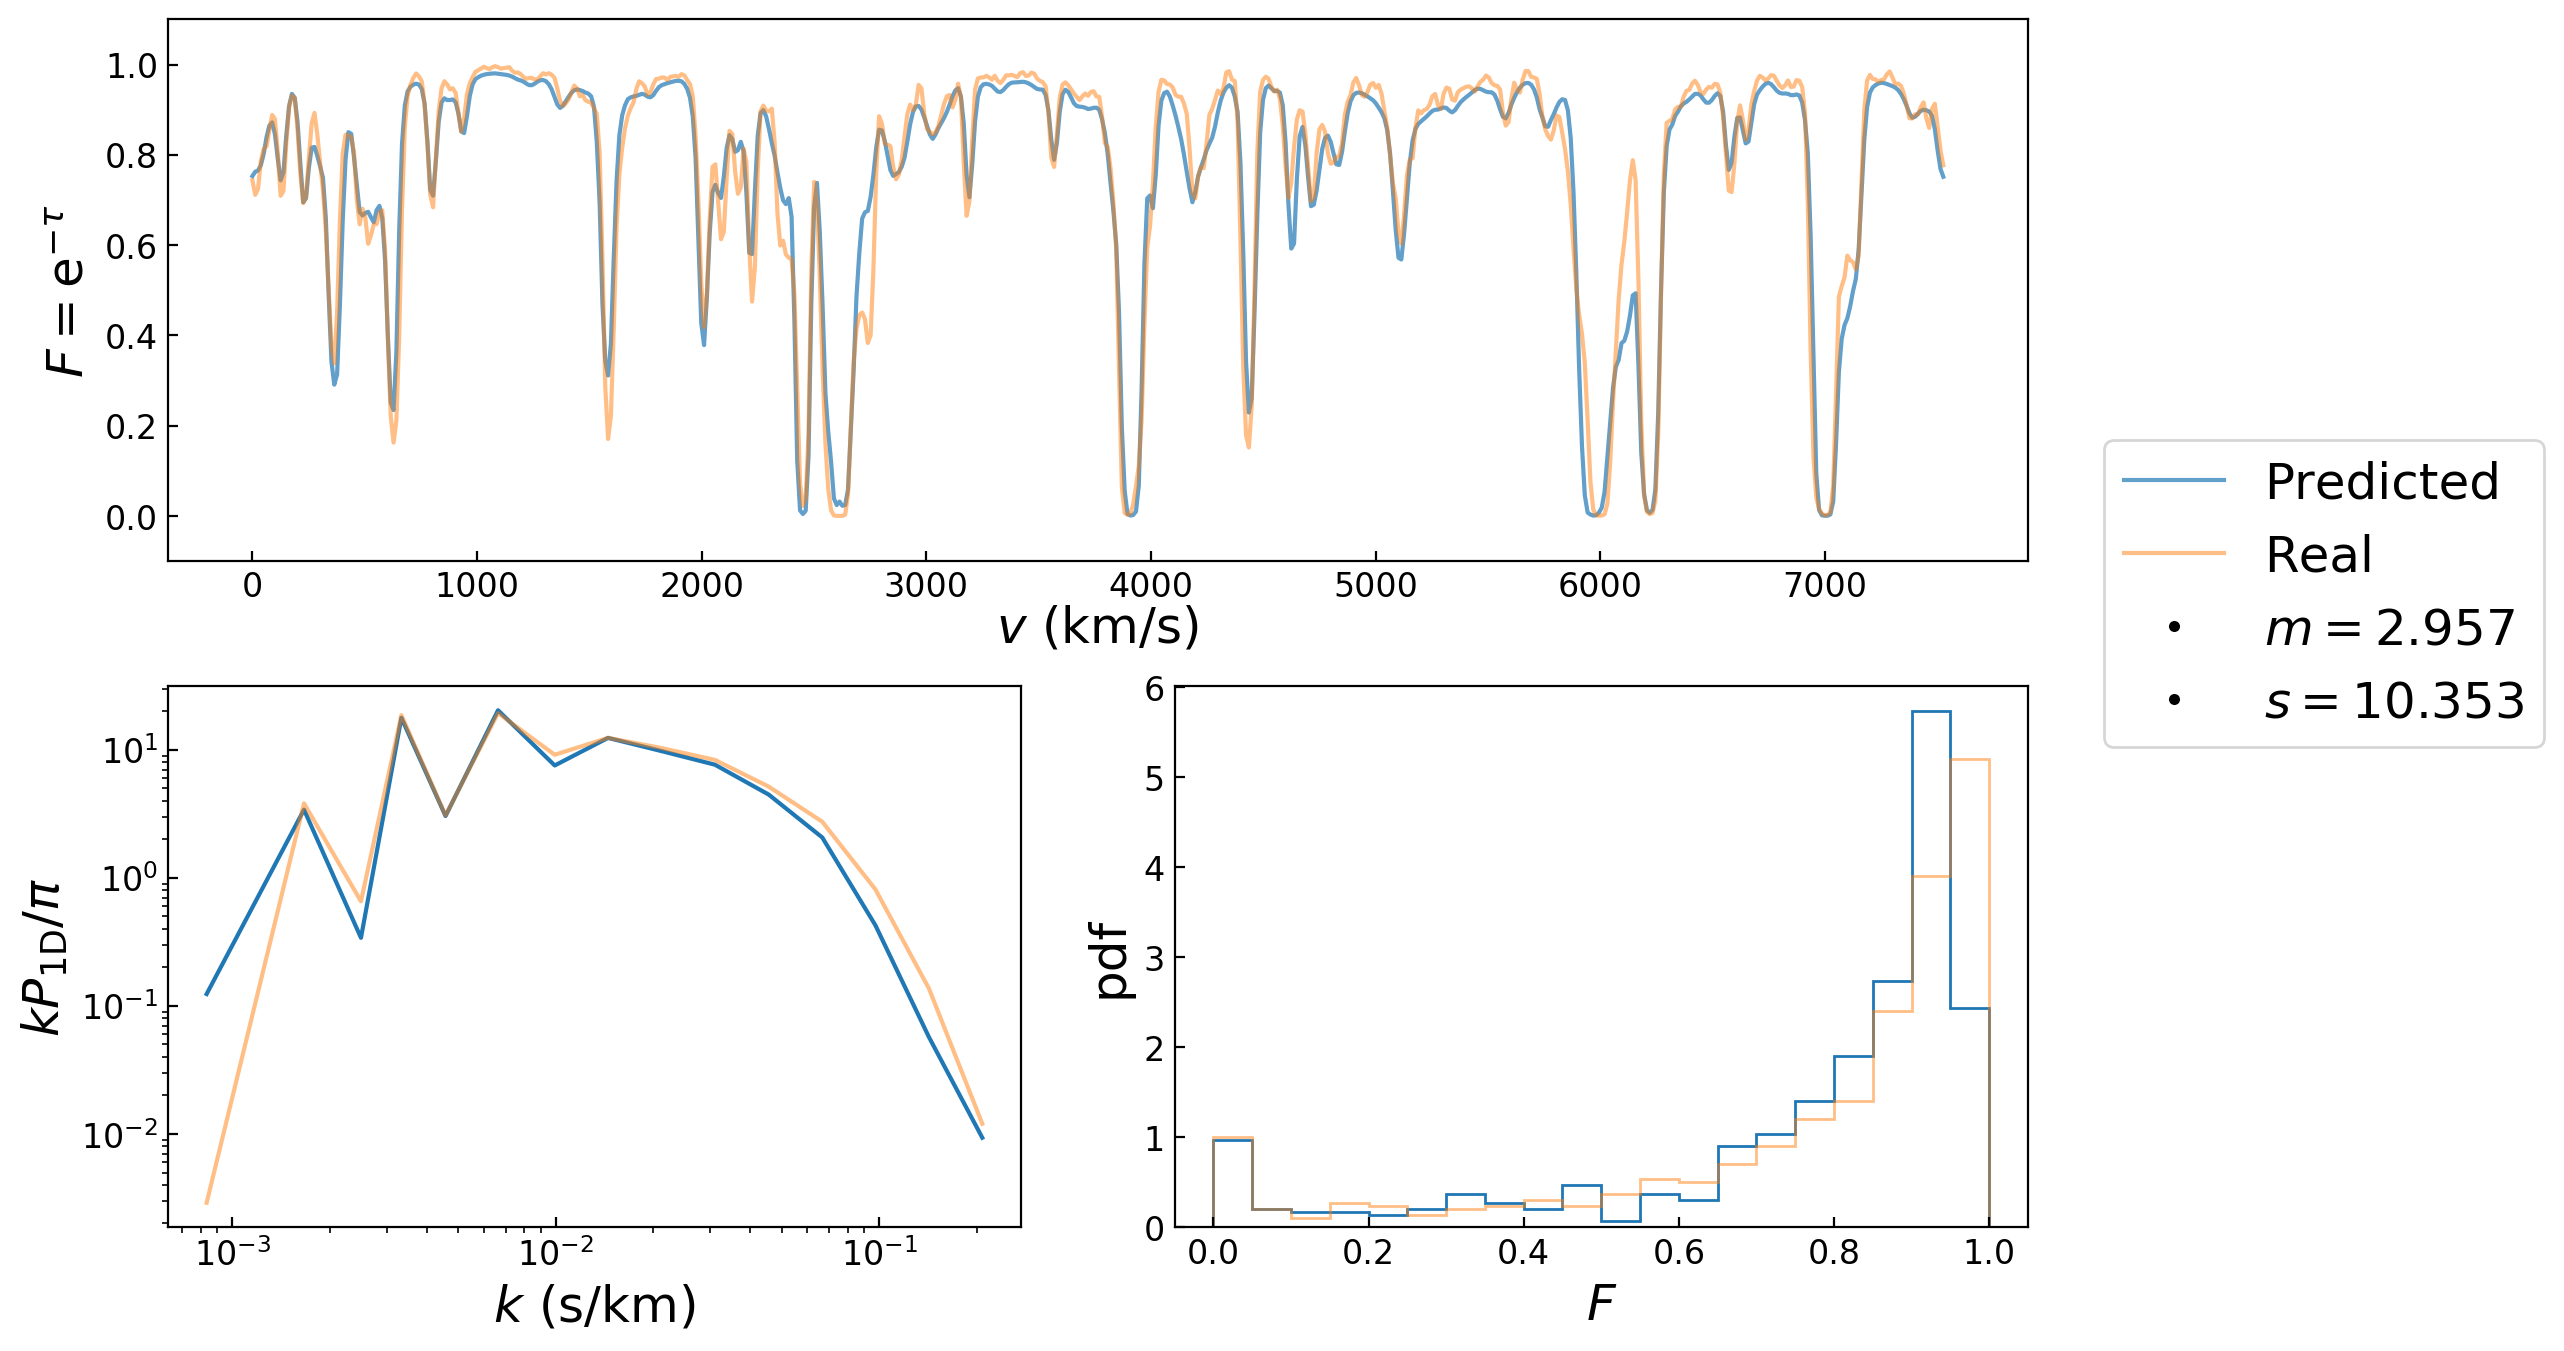 1.0
0.8
0.6
0.4
0.2
0.0
F = e^{−τ}
0 1000 2000 3000 4000 5000 6000 7000
v (km/s)
Predicted
Real
m = 2.957
s = 10.353
10^1
10^0
10^{−1}
10^{−2}
kP_{1D}/π
10^{−3} 10^{−2} 10^{−1}
k (s/km)
6
5
4
3
2
1
0
pdf
0.0 0.2 0.4 0.6 0.8 1.0
F